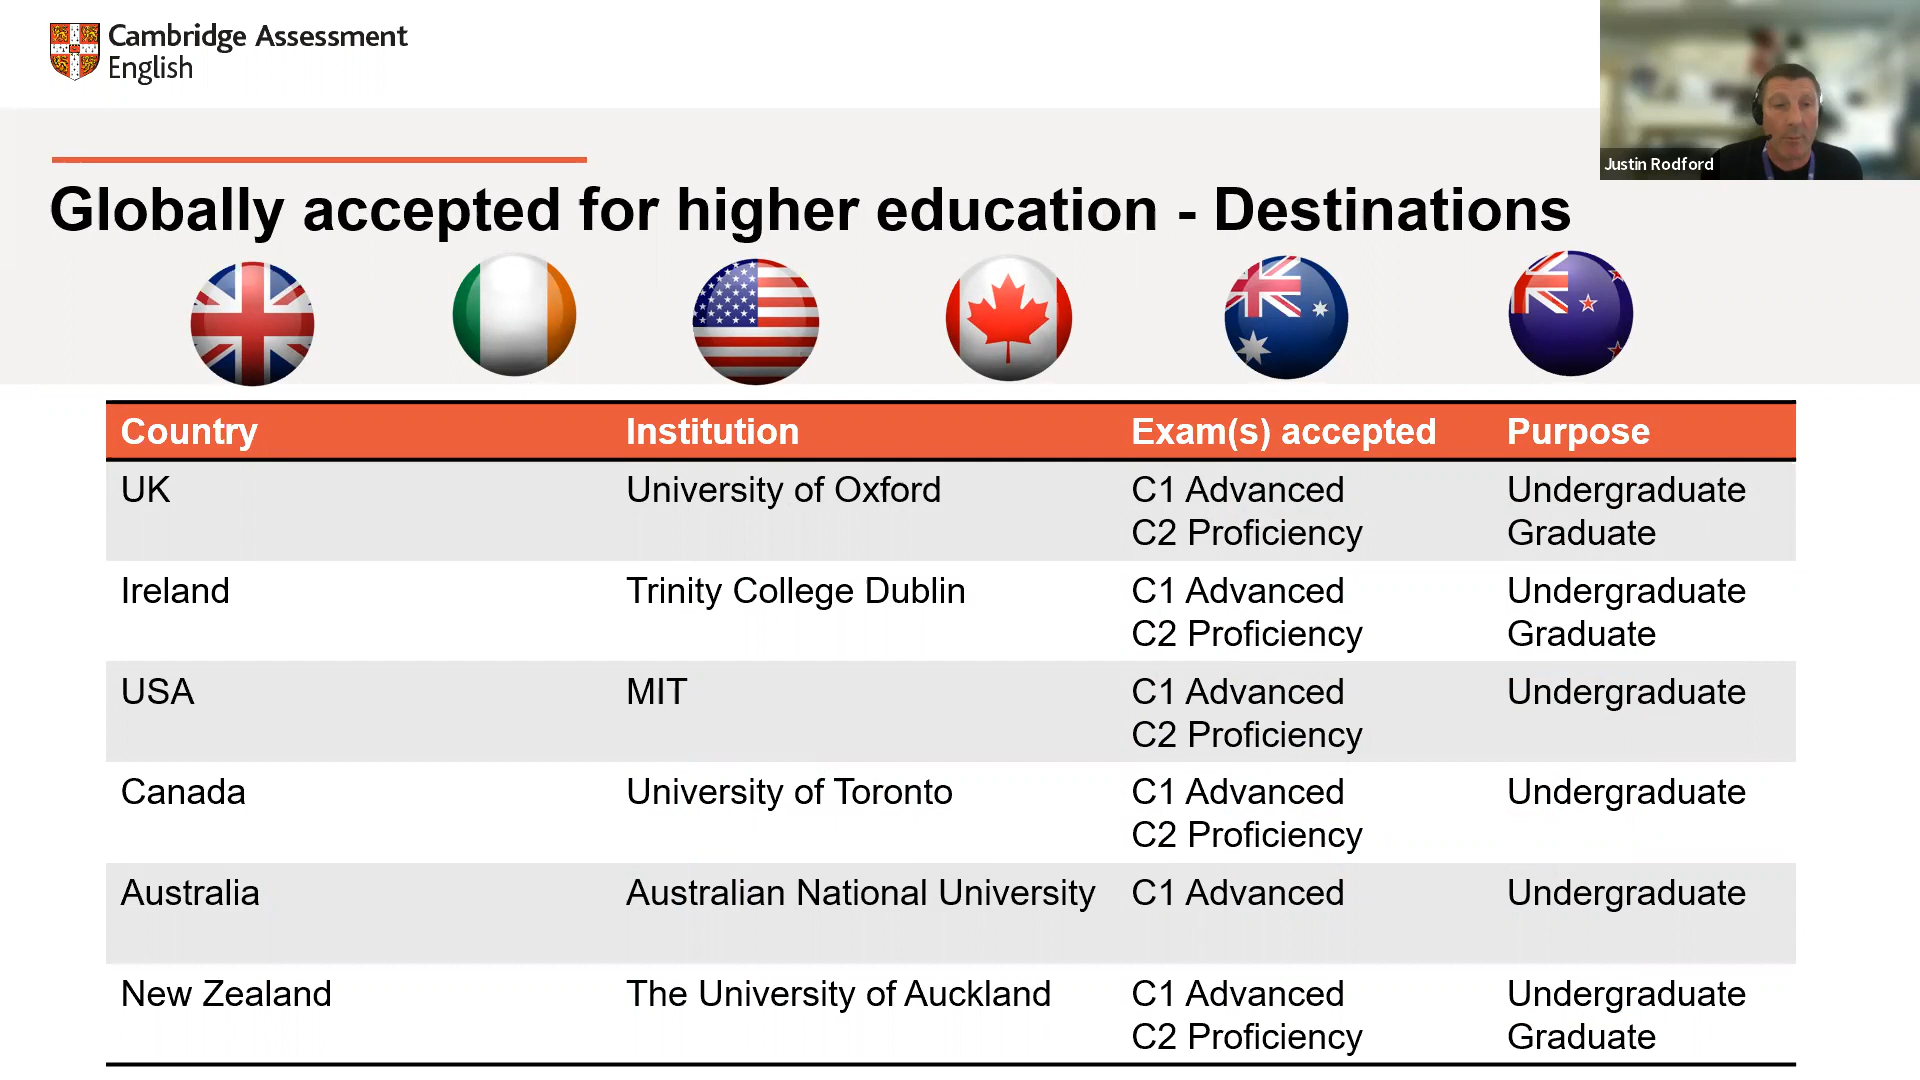 Cambridge Assessment
English
Justin Rodford
Globally accepted for higher education - Destinations
Country Institution Exam(s) accepted Purpose
UK University of Oxford C1 Advanced Undergraduate
C2 Proficiency Graduate
Ireland Trinity College Dublin C1 Advanced Undergraduate
C2 Proficiency Graduate
USA MIT C1 Advanced Undergraduate
C2 Proficiency
Canada University of Toronto C1 Advanced Undergraduate
C2 Proficiency
Australia Australian National University C1 Advanced Undergraduate
New Zealand The University of Auckland C1 Advanced Undergraduate
C2 Proficiency Graduate